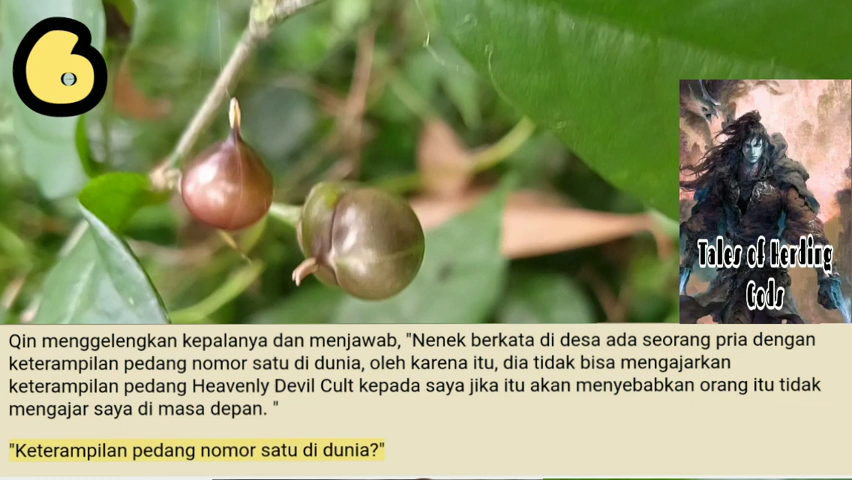 6
Tales of Herding
Gods
Qin menggelengkan kepalanya dan menjawab, "Nenek berkata di desa ada seorang pria dengan
keterampilan pedang nomor satu di dunia, oleh karena itu, dia tidak bisa mengajarkan
keterampilan pedang Heavenly Devil Cult kepada saya jika itu akan menyebabkan orang itu tidak
mengajar saya di masa depan. "
"Keterampilan pedang nomor satu di dunia?"